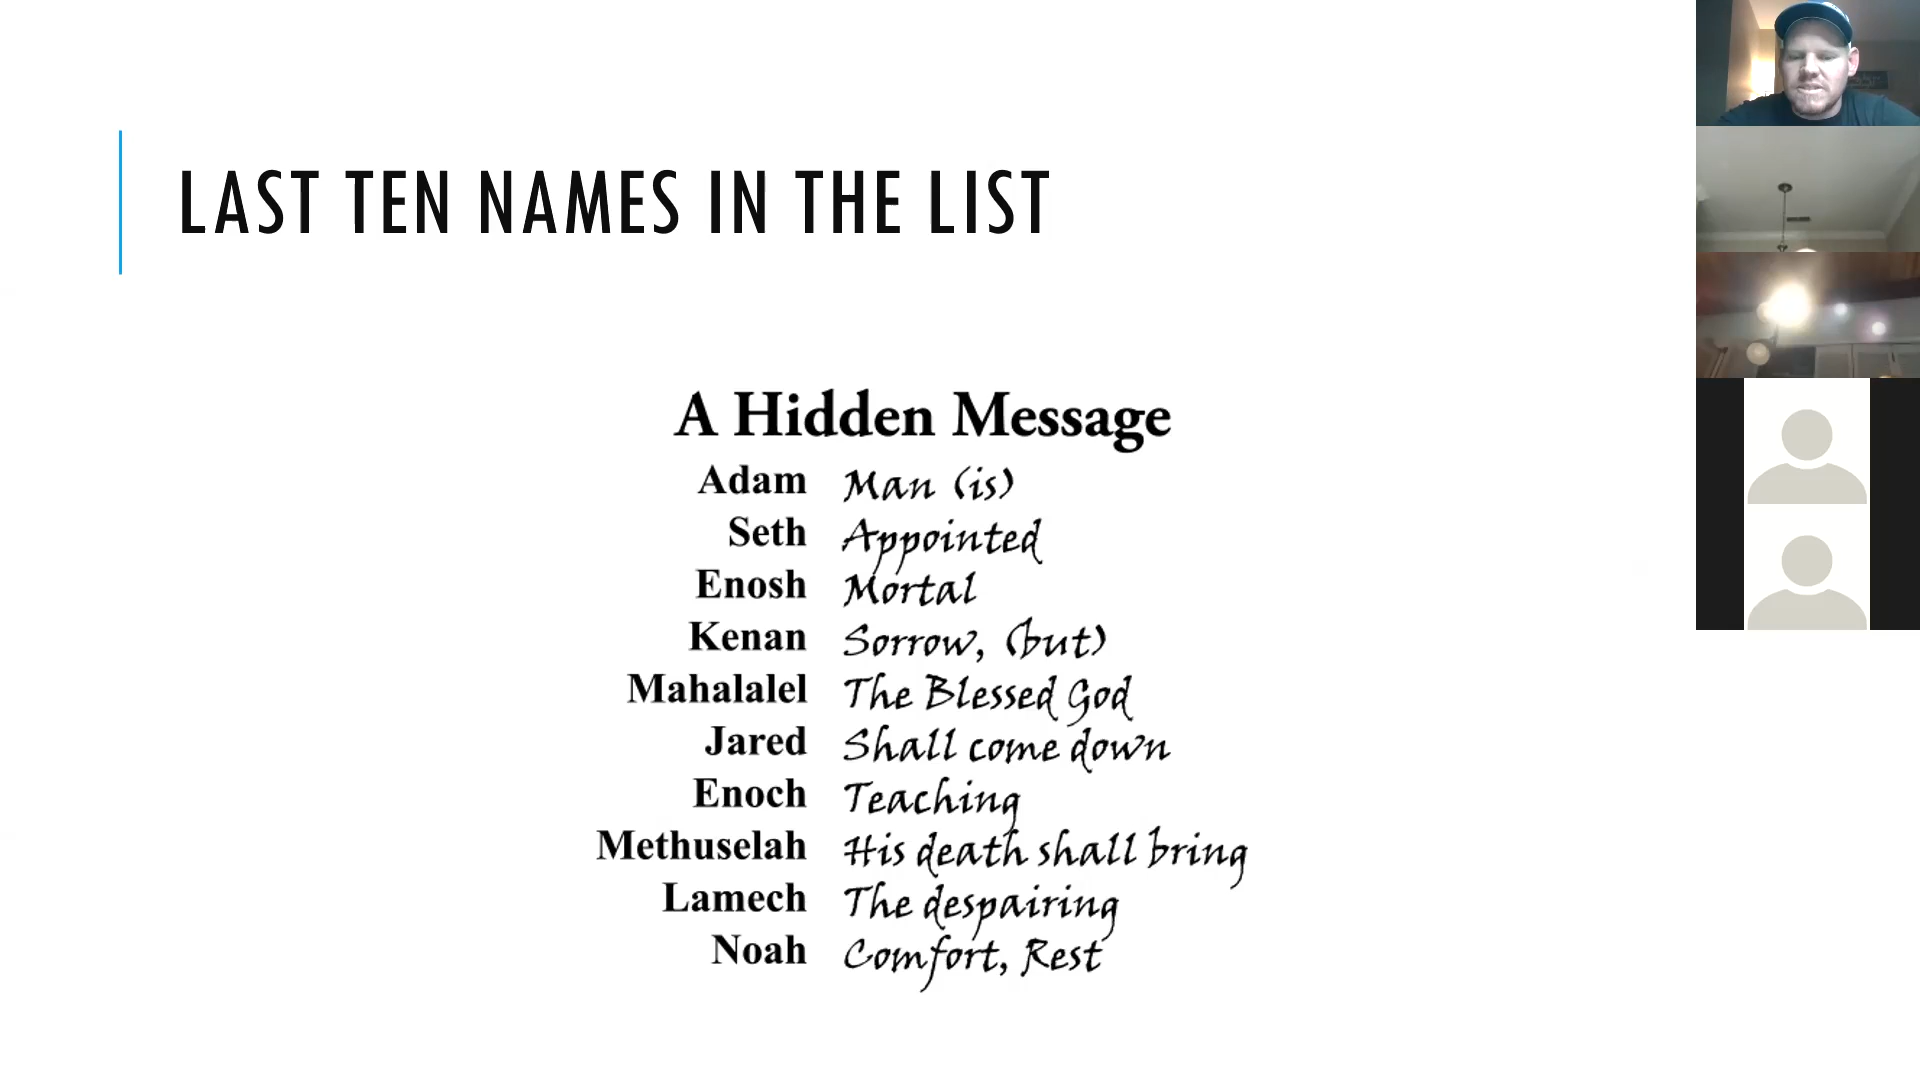 LAST TEN NAMES IN THE LIST
A Hidden Message
Adam Man (is)
Seth Appointed
Enosh Mortal
Kenan Sorrow, (but)
Mahalalel The Blessed God
Jared Shall come down
Enoch Teaching
Methuselah His death shall bring
Lamech The despairing
Noah Comfort, Rest